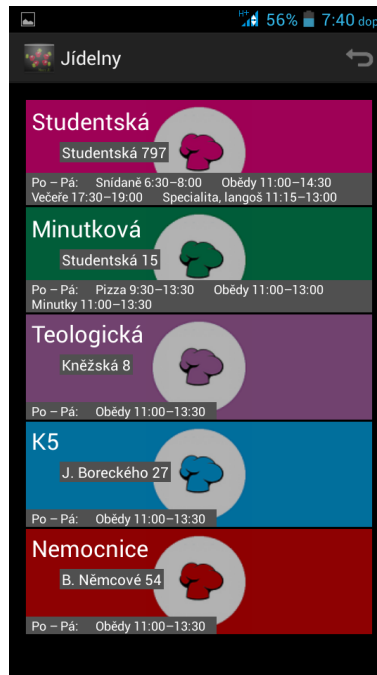 H+ 56% 7:40 dop
Jídelny
Studentská
Studentská 797
Po – Pá: Snídaně 6:30–8:00 Obědy 11:00–14:30
Večeře 17:30–19:00 Specialita, langoš 11:15–13:00
Minutková
Studentská 15
Po – Pá: Pizza 9:30–13:30 Obědy 11:00–13:00
Minutky 11:00–13:30
Teologická
Kněžská 8
Po – Pá: Obědy 11:00–13:30
K5
J. Boreckého 27
Po – Pá: Obědy 11:00–13:30
Nemocnice
B. Němcové 54
Po – Pá: Obědy 11:00–13:30